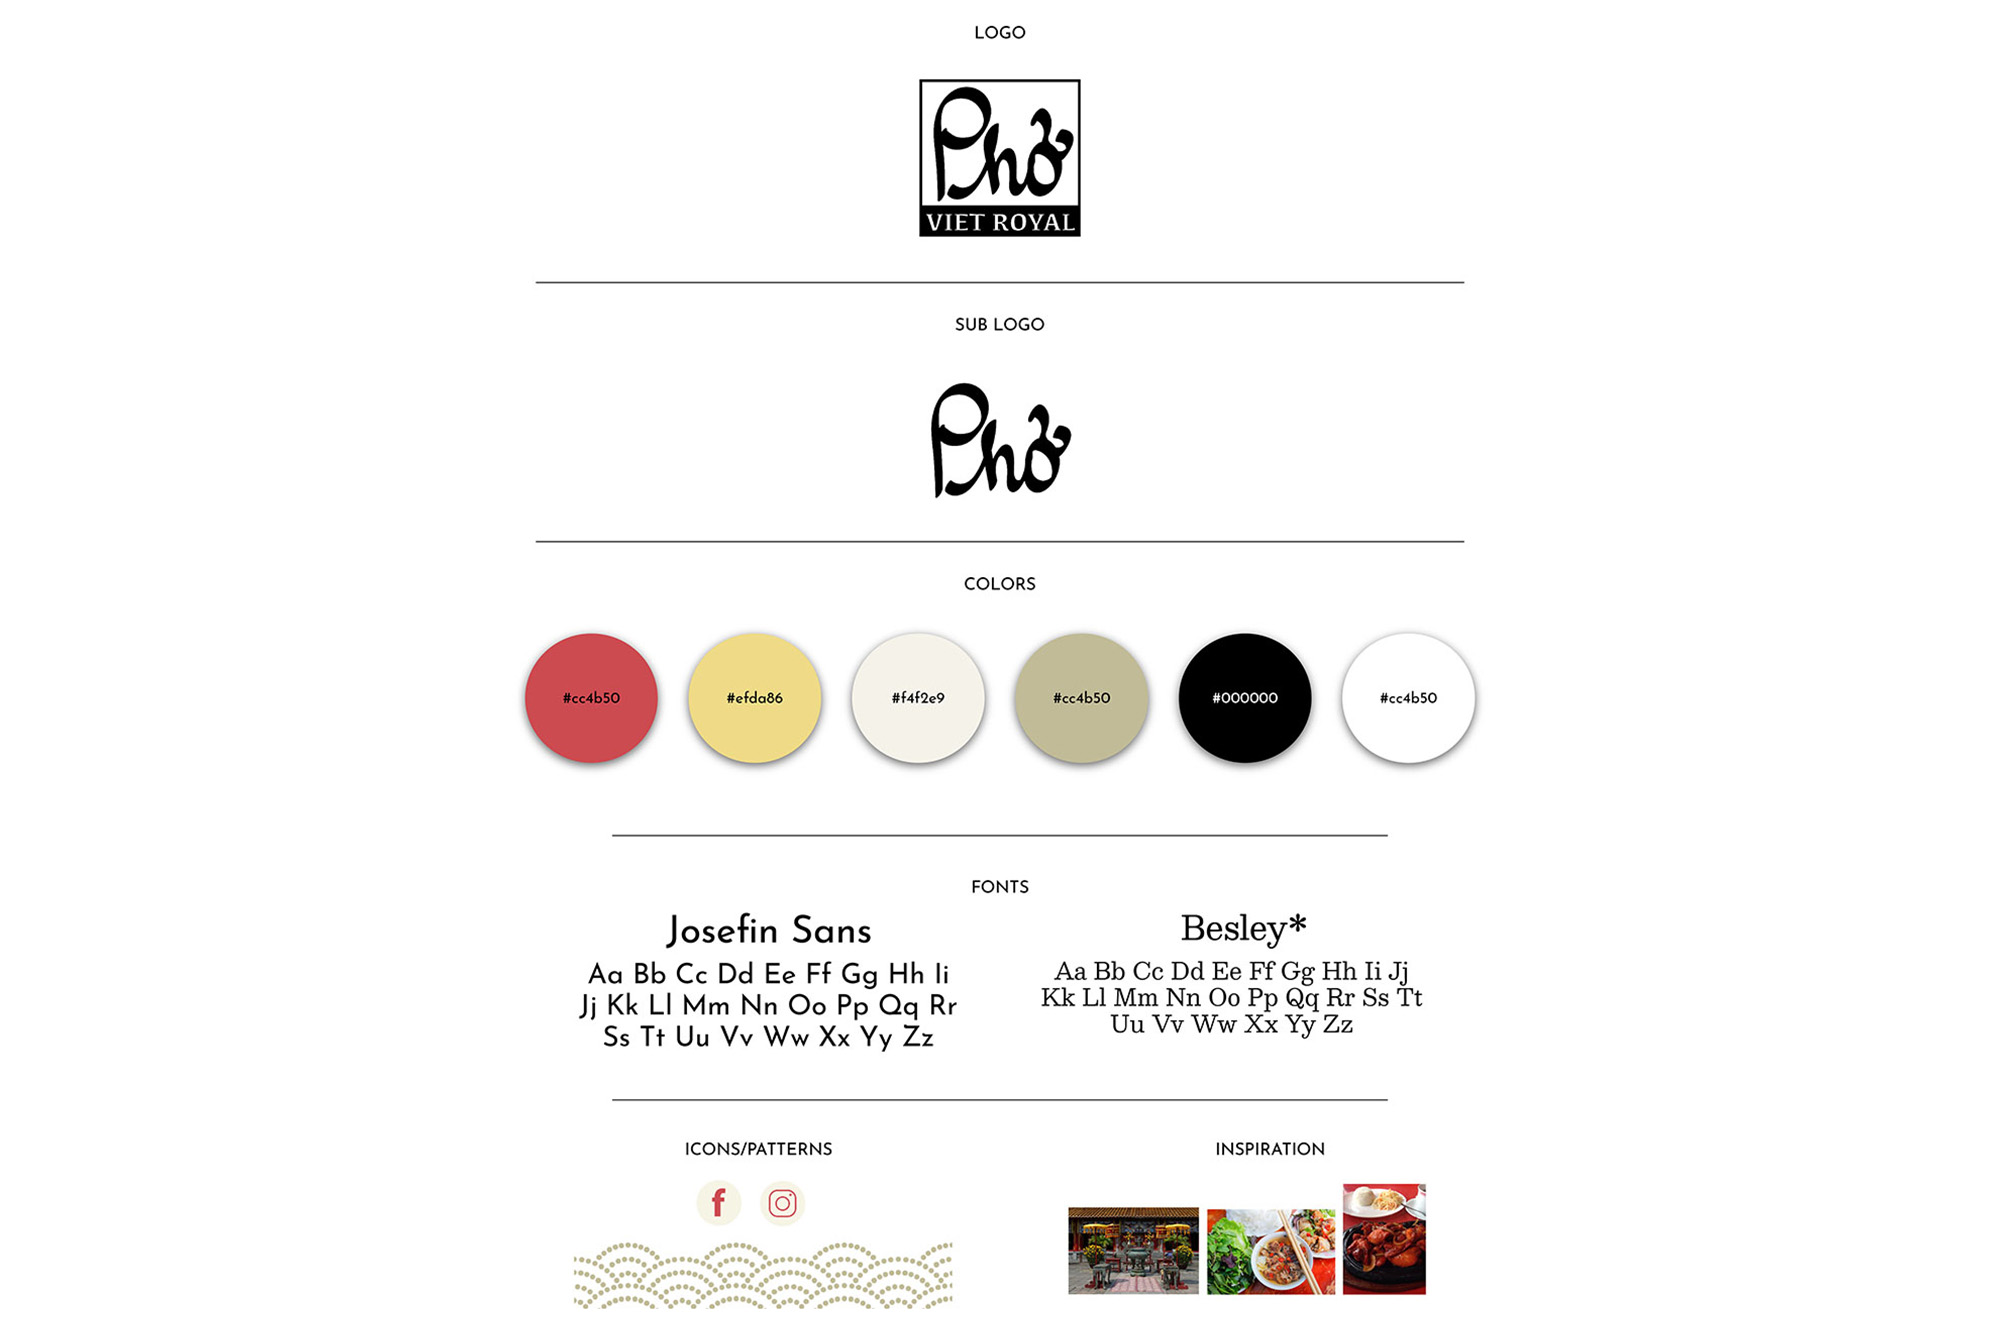 LOGO
Phở
VIET ROYAL
SUB LOGO
Phở
COLORS
#cc4b50 #efda86 #f4f2e9 #cc4b50 #000000 #cc4b50
FONTS
Josefin Sans
Aa Bb Cc Dd Ee Ff Gg Hh Ii
Jj Kk Ll Mm Nn Oo Pp Qq Rr
Ss Tt Uu Vv Ww Xx Yy Zz
Besley*
Aa Bb Cc Dd Ee Ff Gg Hh Ii Jj
Kk Ll Mm Nn Oo Pp Qq Rr Ss Tt
Uu Vv Ww Xx Yy Zz
ICONS/PATTERNS
f
INSPIRATION